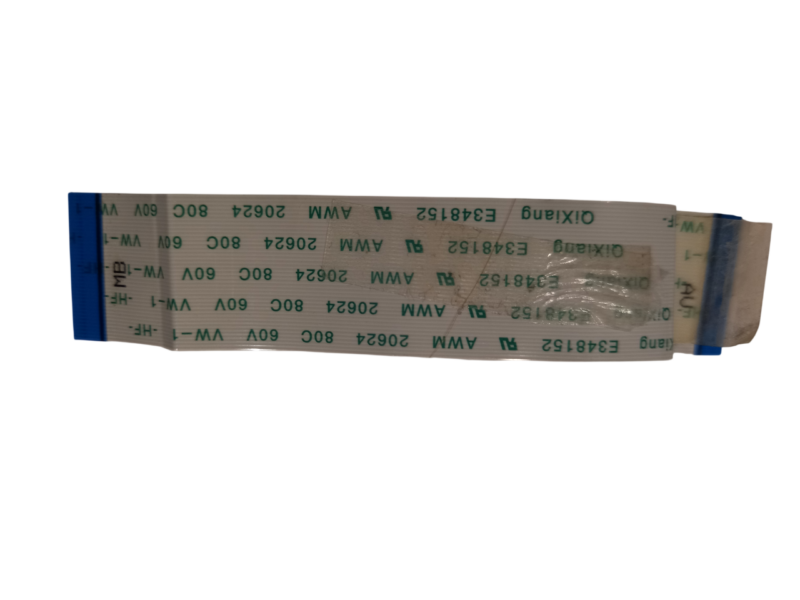 Xiang E348152 AWM 20624 80C 60V VW-1 -HF-
QiXiang E348152 AWM 20624 80C 60V VW-1 -HF-
QiXiang E348152 AWM 20624 80C 60V VW-1
QiXiang E348152 AWM 20624 80C 60V VW-1
QiXiang E348152 AWM 20624 80C 60V VW-1
MB
AU